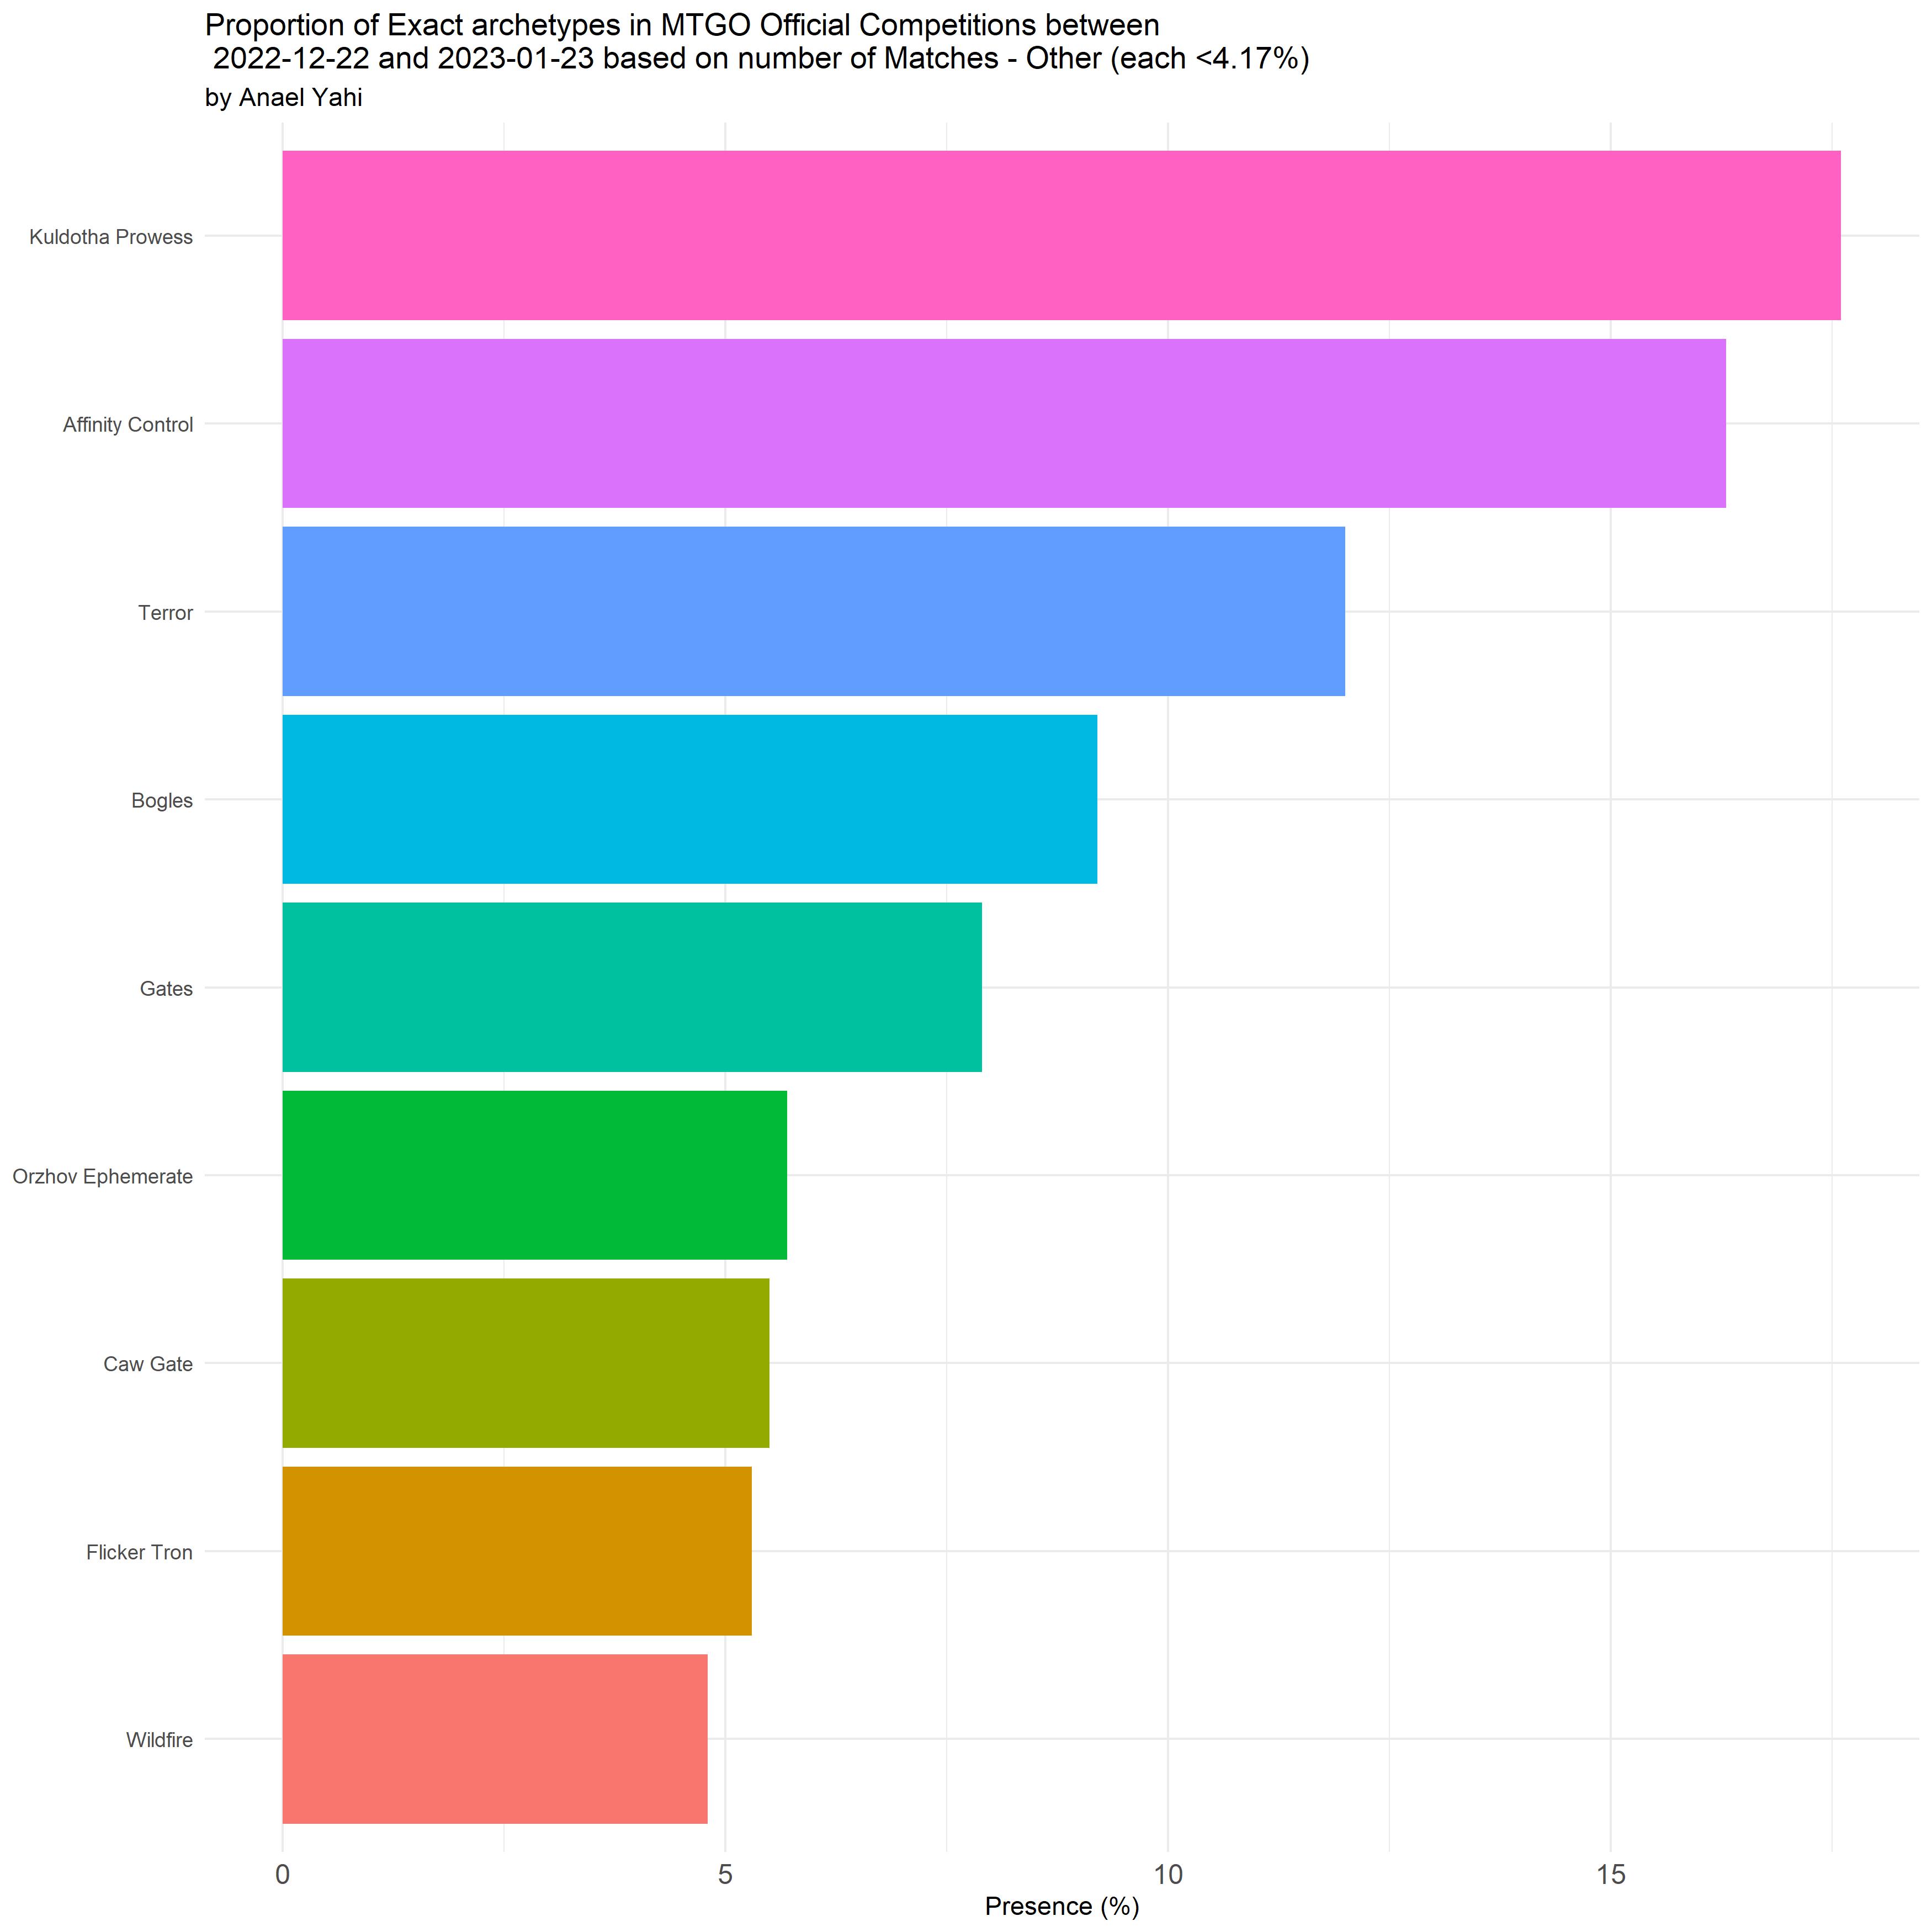 Proportion of Exact archetypes in MTGO Official Competitions between
2022-12-22 and 2023-01-23 based on number of Matches - Other (each <4.17%)
by Anael Yahi
Kuldotha Prowess
Affinity Control
Terror
Bogles
Gates
Orzhov Ephemerate
Caw Gate
Flicker Tron
Wildfire
0 5 10 15
Presence (%)